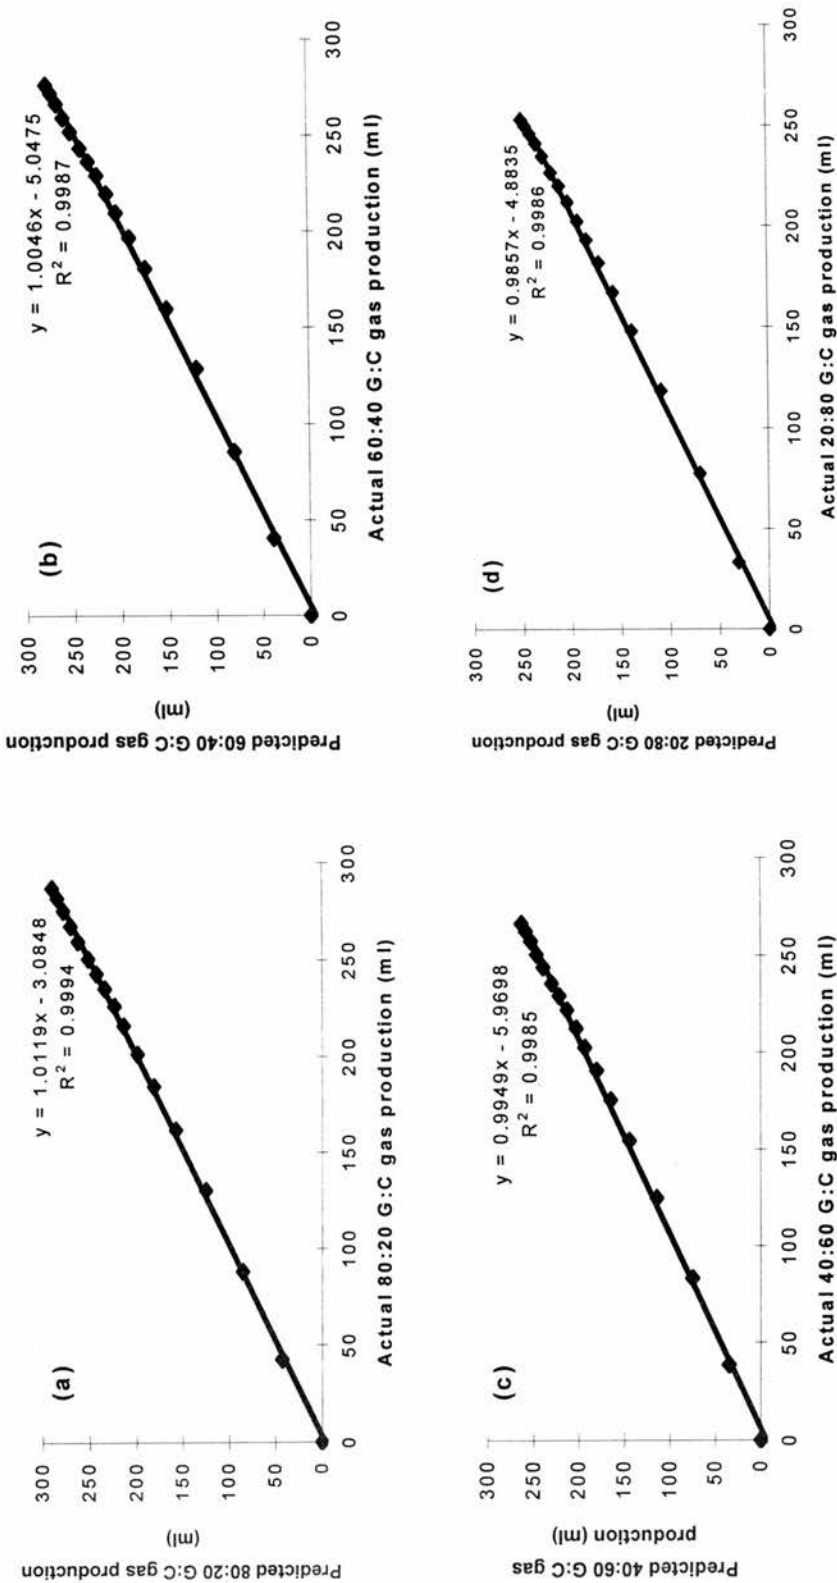 (a)
y = 1.0119x - 3.0848
R² = 0.9994
300
250
200
150
100
50
0
0
50
100
150
200
250
300
Predicted 80:20 G:C gas production
(ml)
Actual 80:20 G:C gas production (ml)
(b)
y = 1.0046x - 5.0475
R² = 0.9987
300
250
200
150
100
50
0
0
50
100
150
200
250
300
Predicted 60:40 G:C gas production
(ml)
Actual 60:40 G:C gas production (ml)
(c)
y = 0.9949x - 5.9698
R² = 0.9985
300
250
200
150
100
50
0
0
50
100
150
200
250
300
Predicted 40:60 G:C gas
production (ml)
Actual 40:60 G:C gas production (ml)
(d)
y = 0.9857x - 4.8835
R² = 0.9986
300
250
200
150
100
50
0
0
50
100
150
200
250
300
Predicted 20:80 G:C gas production
(ml)
Actual 20:80 G:C gas production (ml)